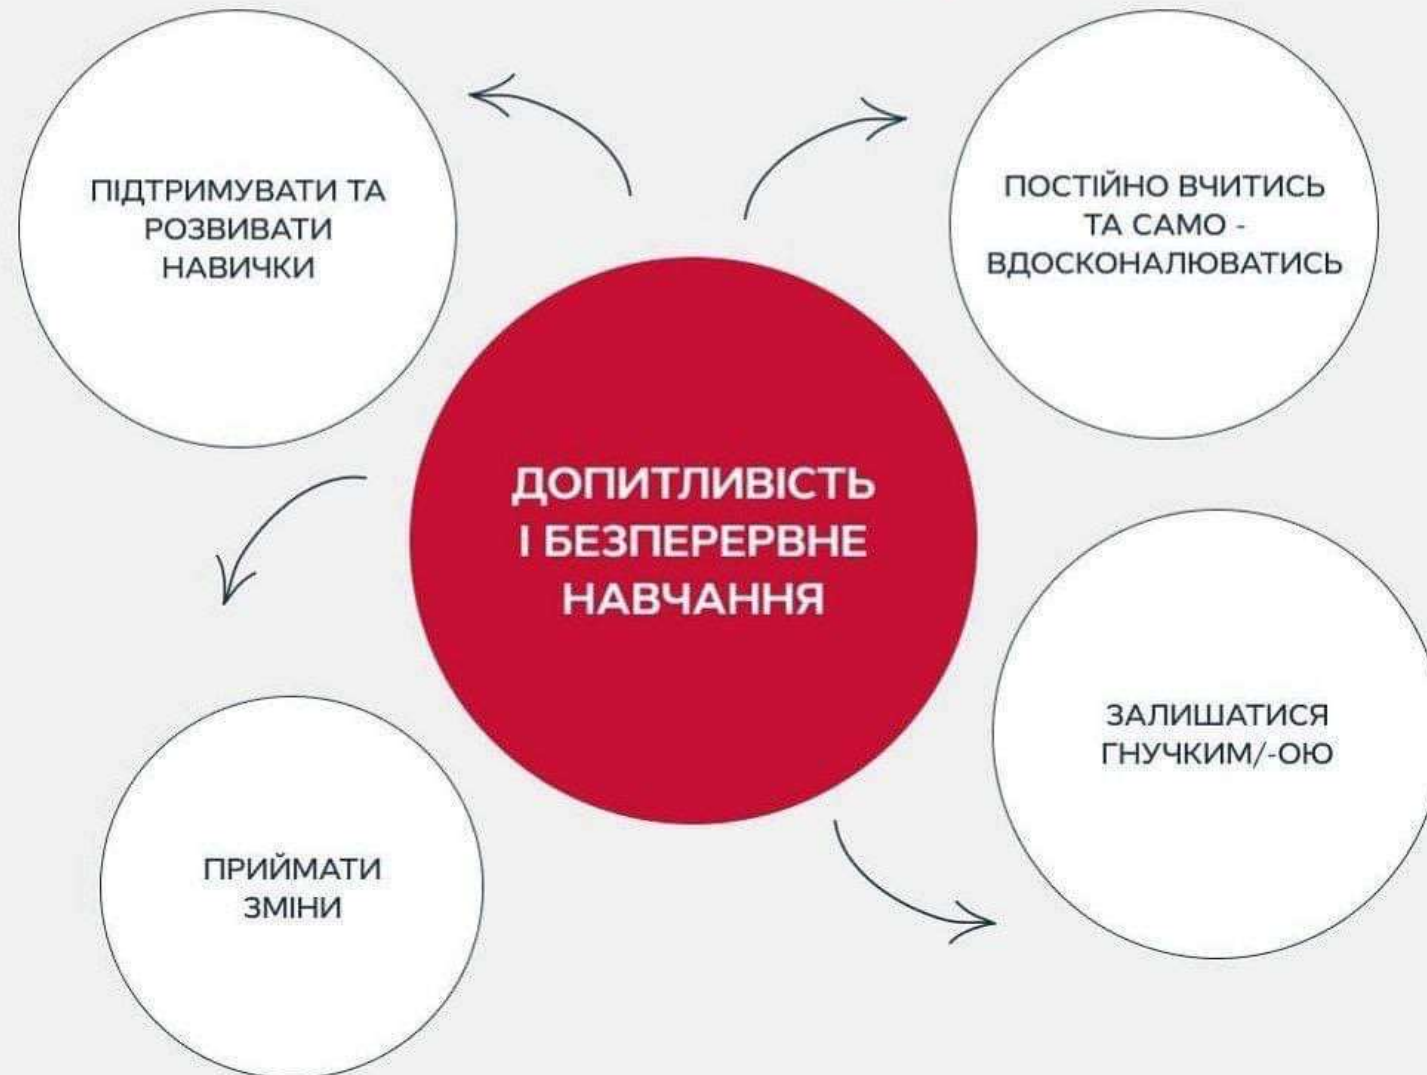 ПІДТРИМУВАТИ ТА
РОЗВИВАТИ
НАВИЧКИ
ПОСТІЙНО ВЧИТИСЬ
ТА САМО -
ВДОСКОНАЛЮВАТИСЬ
ДОПИТЛИВІСТЬ
І БЕЗПЕРЕРВНЕ
НАВЧАННЯ
ЗАЛИШАТИСЯ
ГНУЧКИМ/-ОЮ
ПРИЙМАТИ
ЗМІНИ